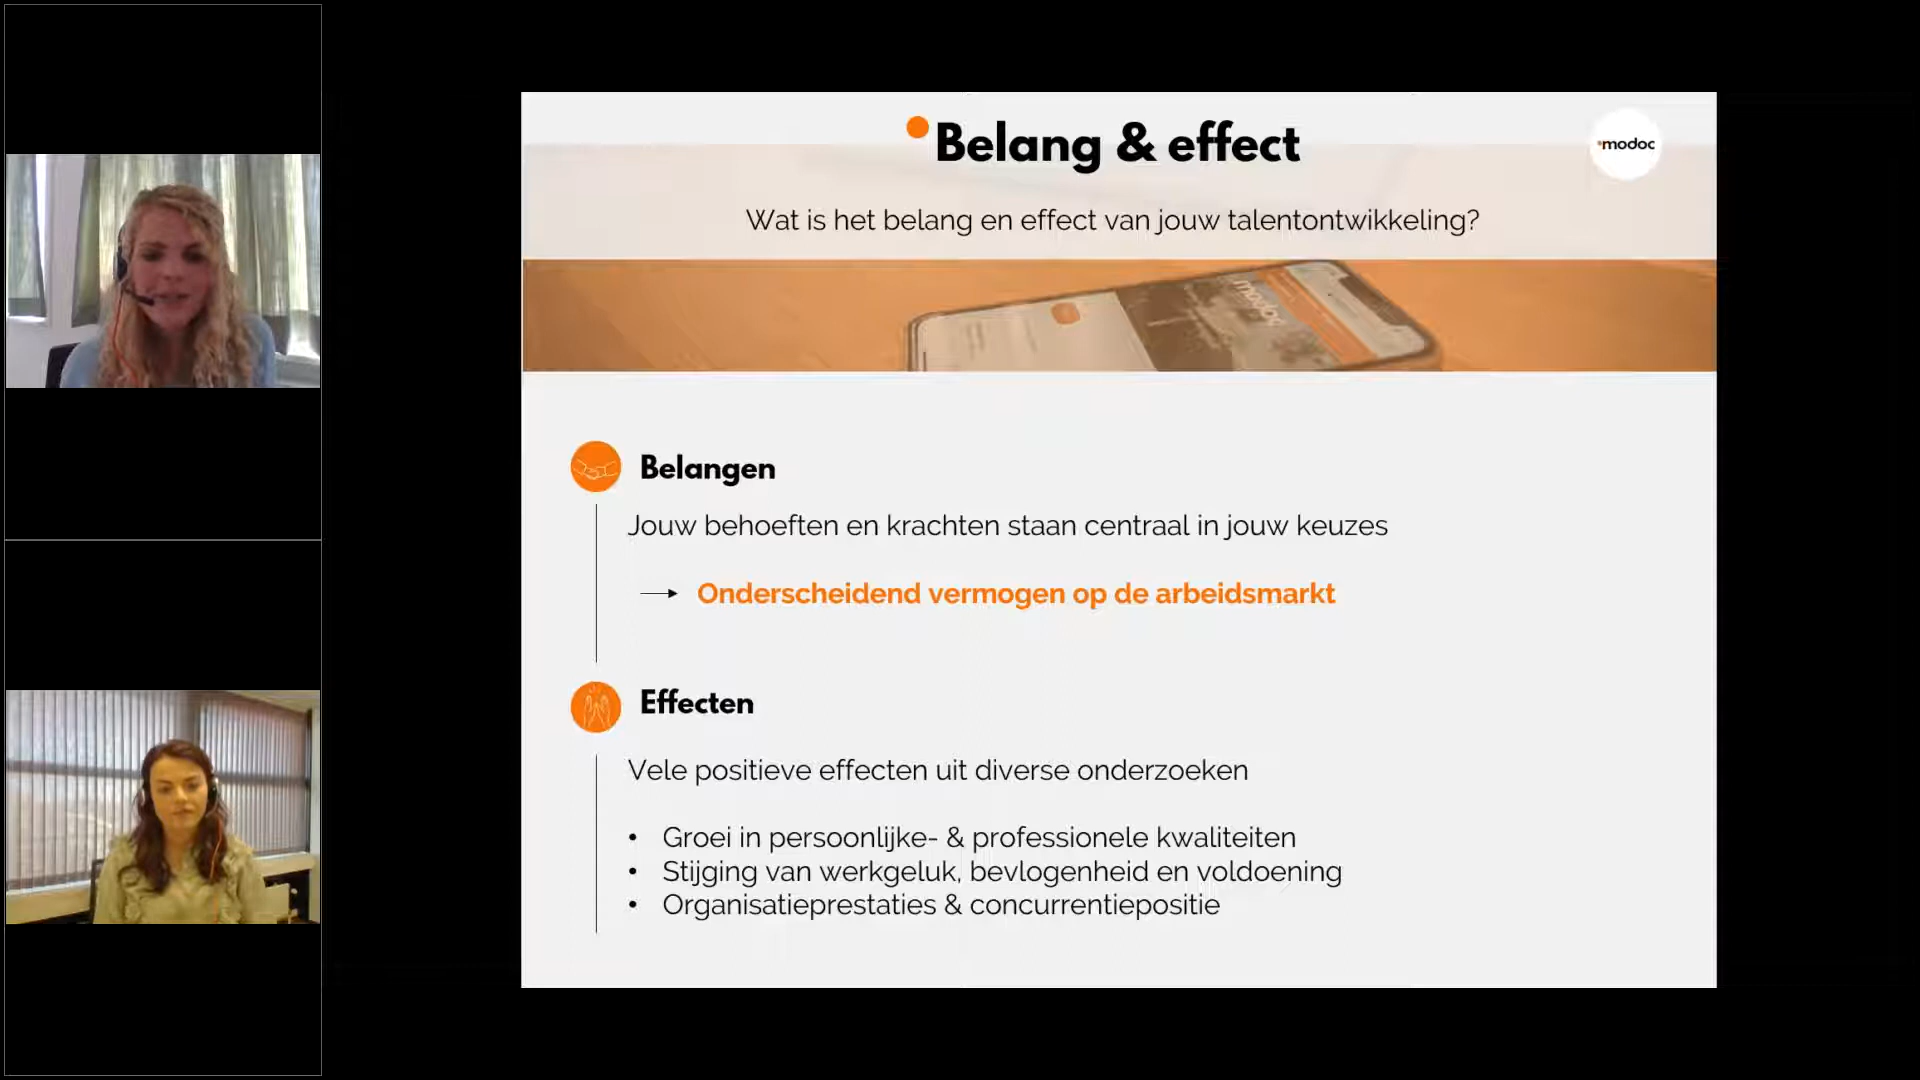 Belang & effect
modoc
Wat is het belang en effect van jouw talentontwikkeling?
modoc
Belangen
Jouw behoeften en krachten staan centraal in jouw keuzes
Onderscheidend vermogen op de arbeidsmarkt
Effecten
Vele positieve effecten uit diverse onderzoeken
• Groei in persoonlijke- & professionele kwaliteiten
• Stijging van werkgeluk, bevlogenheid en voldoening
• Organisatieprestaties & concurrentiepositie